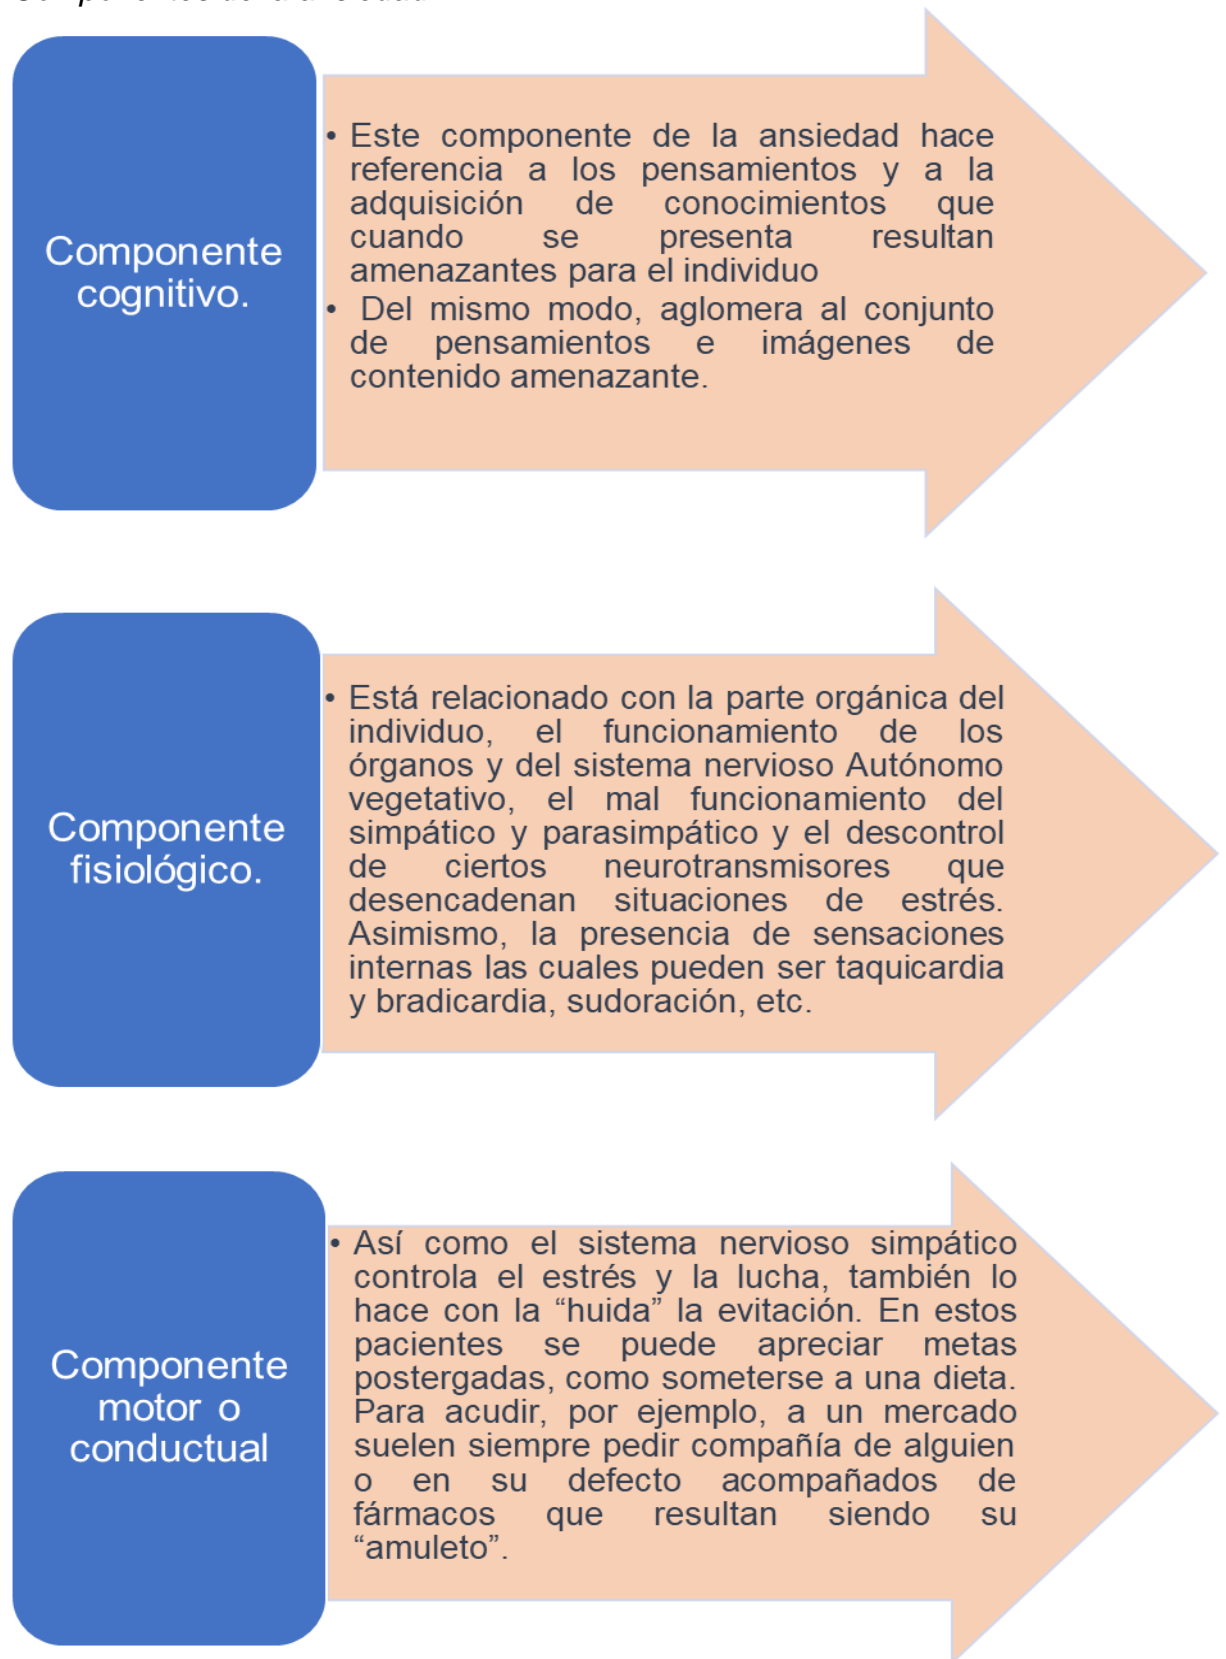 Componente
cognitivo.
• Este componente de la ansiedad hace
referencia a los pensamientos y a la
adquisición de conocimientos que
cuando se presenta resultan
amenazantes para el individuo
• Del mismo modo, aglomera al conjunto
de pensamientos e imágenes de
contenido amenazante.
Componente
fisiológico.
• Está relacionado con la parte orgánica del
individuo, el funcionamiento de los
órganos y del sistema nervioso Autónomo
vegetativo, el mal funcionamiento del
simpático y parasimpático y el descontrol
de ciertos neurotransmisores que
desencadenan situaciones de estrés.
Asimismo, la presencia de sensaciones
internas las cuales pueden ser taquicardia
y bradicardia, sudoración, etc.
Componente
motor o
conductual
• Así como el sistema nervioso simpático
controla el estrés y la lucha, también lo
hace con la “huida” la evitación. En estos
pacientes se puede apreciar metas
postergadas, como someterse a una dieta.
Para acudir, por ejemplo, a un mercado
suelen siempre pedir compañía de alguien
o en su defecto acompañados de
fármacos que resultan siendo su
“amuleto”.